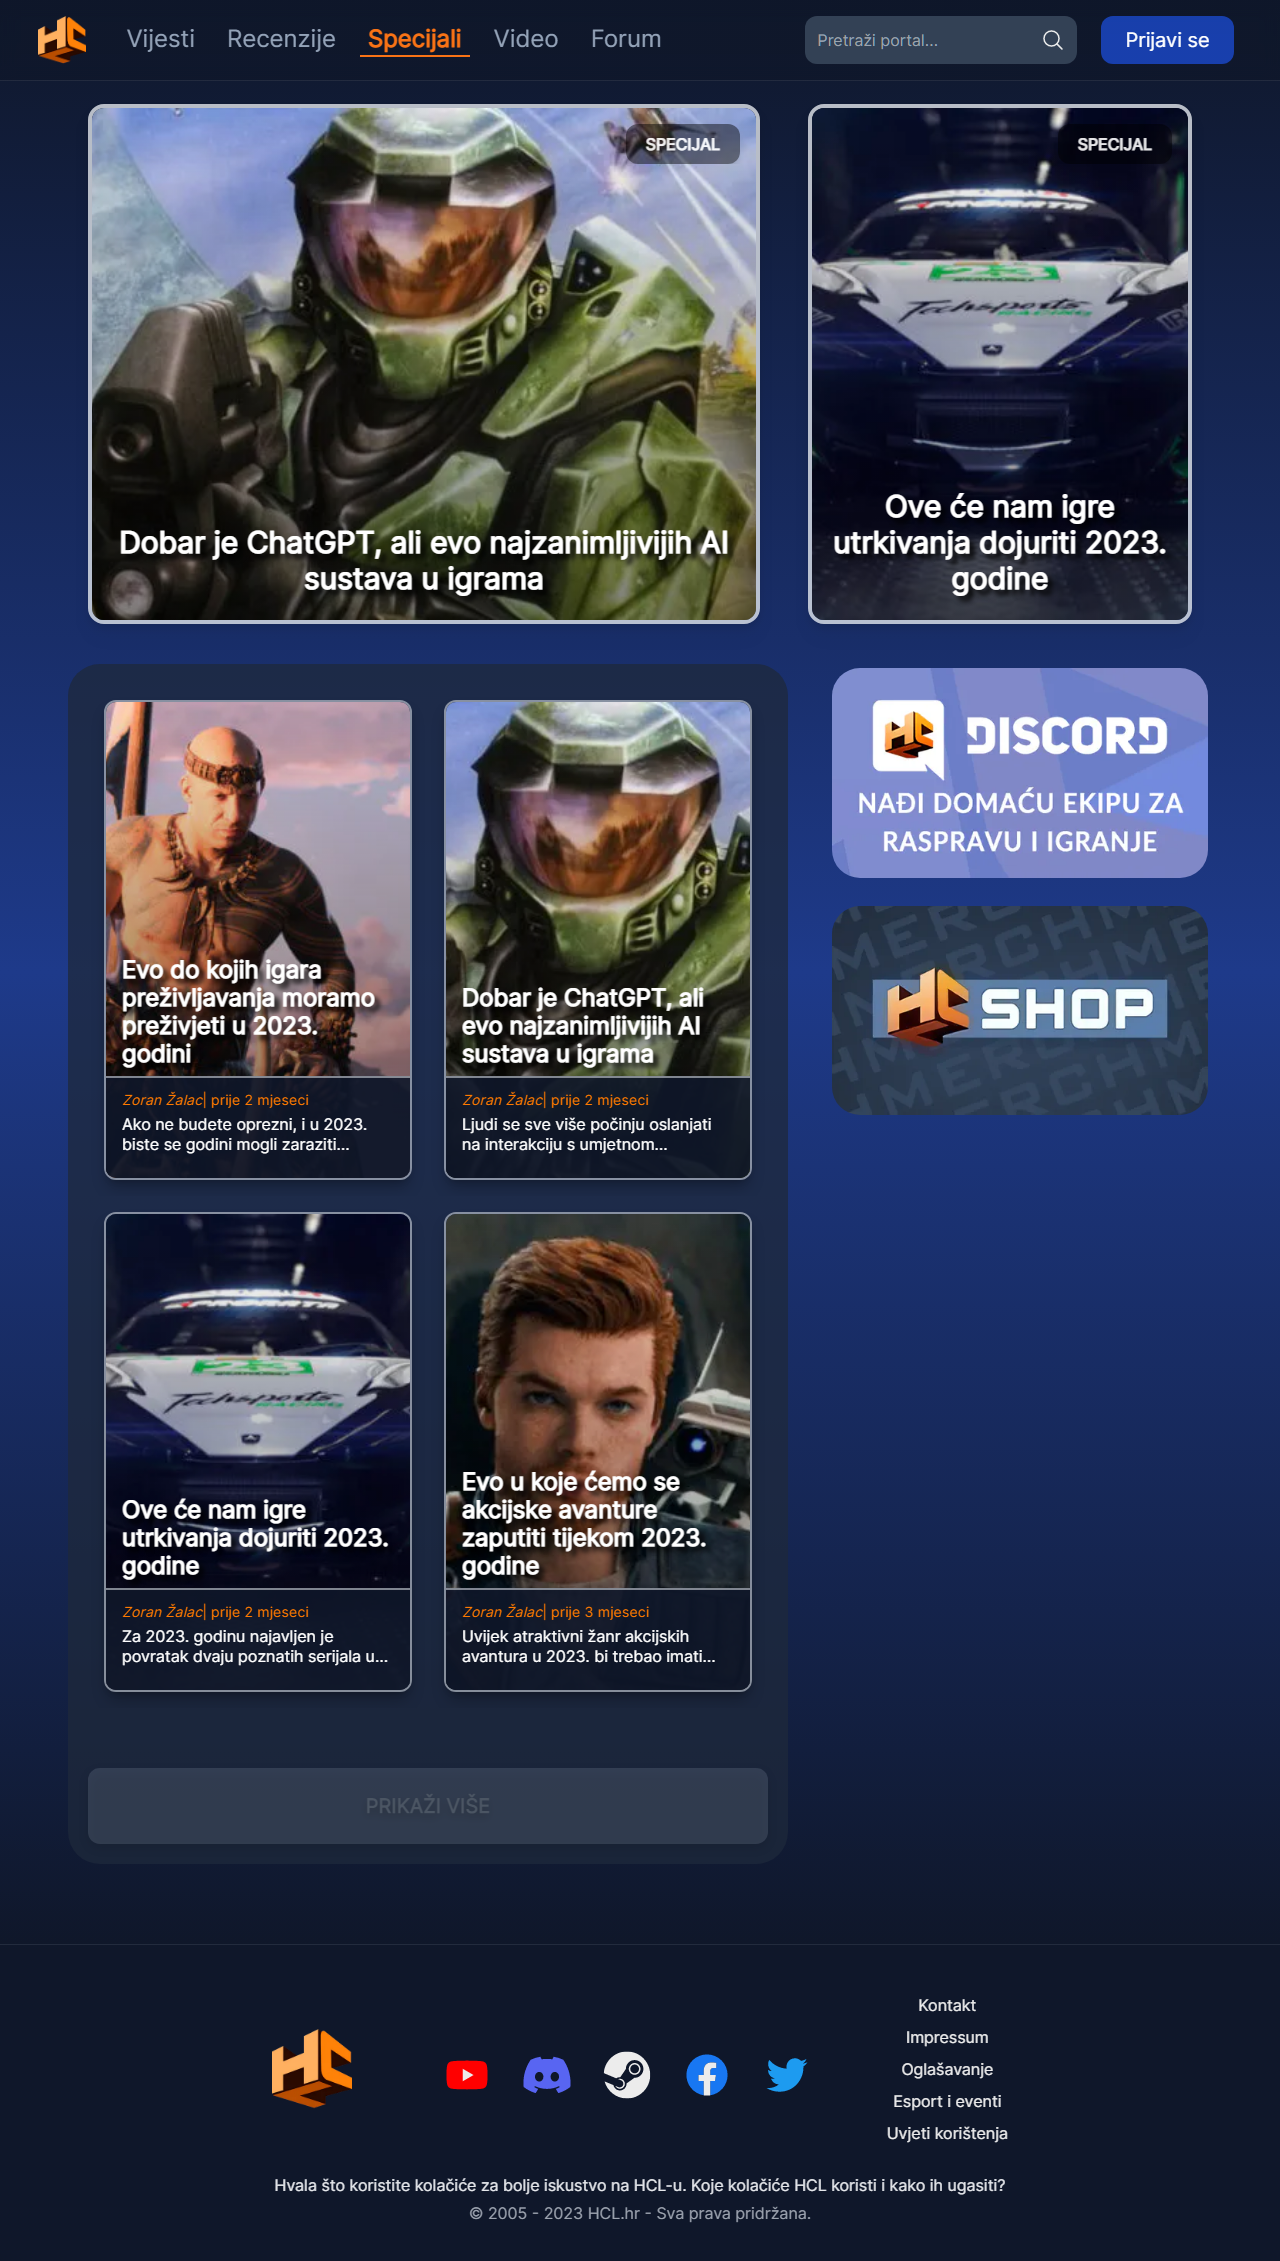 HC
Vijesti
Recenzije
Specijali
Video
Forum
Pretraži portal...
Prijavi se
SPECIJAL
Dobar je ChatGPT, ali evo najzanimljivijih AI
sustava u igrama
SPECIJAL
Techsports
RACING
Ove će nam igre
utrkivanja dojuriti 2023.
godine
Evo do kojih igara
preživljavanja moramo
preživjeti u 2023.
godini
Zoran Žalac| prije 2 mjeseci
Ako ne budete oprezni, i u 2023.
biste se godini mogli zaraziti...
Dobar je ChatGPT, ali
evo najzanimljivijih AI
sustava u igrama
Zoran Žalac| prije 2 mjeseci
Ljudi se sve više počinju oslanjati
na interakciju s umjetnom...
Techsports
RACING
Ove će nam igre
utrkivanja dojuriti 2023.
godine
Zoran Žalac| prije 2 mjeseci
Za 2023. godinu najavljen je
povratak dvaju poznatih serijala u...
Evo u koje ćemo se
akcijske avanture
zaputiti tijekom 2023.
godine
Zoran Žalac| prije 3 mjeseci
Uvijek atraktivni žanr akcijskih
avantura u 2023. bi trebao imati...
PRIKAŽI VIŠE
HC DISCORD
NAĐI DOMAĆU EKIPU ZA
RASPRAVU I IGRANJE
HC SHOP
HC
Kontakt
Impressum
Oglašavanje
Esport i eventi
Uvjeti korištenja
Hvala što koristite kolačiće za bolje iskustvo na HCL-u. Koje kolačiće HCL koristi i kako ih ugasiti?
© 2005 - 2023 HCL.hr - Sva prava pridržana.